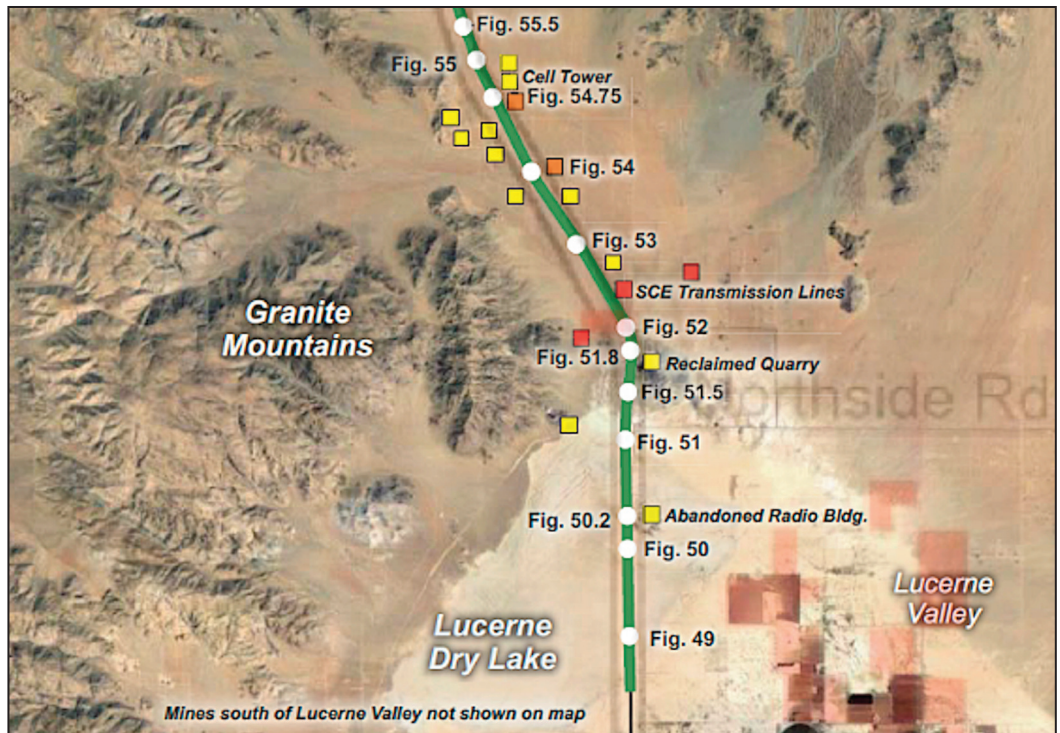 Fig. 55.5
Fig. 55
Cell Tower
Fig. 54.75
Fig. 54
Fig. 53
SCE Transmission Lines
Granite
Mountains
Fig. 52
Fig. 51.8
Reclaimed Quarry
Fig. 51.5
orthside Rd
Fig. 51
Abandoned Radio Bldg.
Fig. 50.2
Fig. 50
Lucerne
Valley
Lucerne
Dry Lake
Fig. 49
Mines south of Lucerne Valley not shown on map